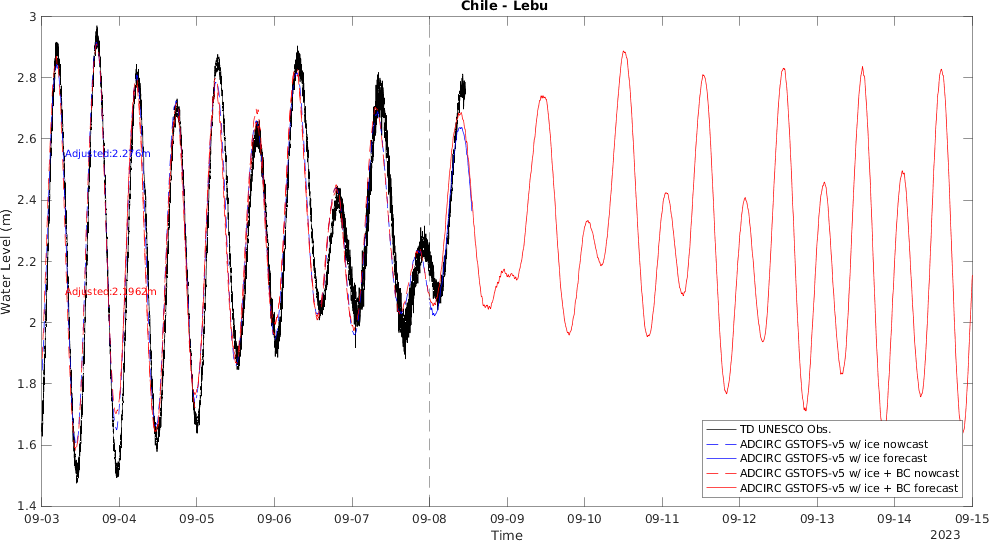 Chile - Lebu
Water Level (m)
3
2.8
2.6
2.4
2.2
2
1.8
1.6
1.4
Adjusted:2.276m
Adjusted:2.1962m
TD UNESCO Obs.
ADCIRC GSTOFS-v5 w/ ice nowcast
ADCIRC GSTOFS-v5 w/ ice forecast
ADCIRC GSTOFS-v5 w/ ice + BC nowcast
ADCIRC GSTOFS-v5 w/ ice + BC forecast
09-03 09-04 09-05 09-06 09-07 09-08 09-09 09-10 09-11 09-12 09-13 09-14 09-15
Time
2023